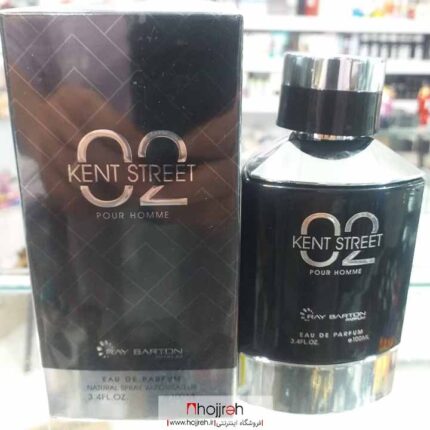 02
KENT STREET
POUR HOMME
RAY BARTON
EAU DE PARFUM
NATURAL SPRAY VAPORISATEUR
3.4FL.OZ.
02
KENT STREET
POUR HOMME
RAY BARTON
EAU DE PARFUM
3.4FL.OZ. ℮100ML
hojjreh
www.hojjreh.ir | فروشگاه اینترنتی